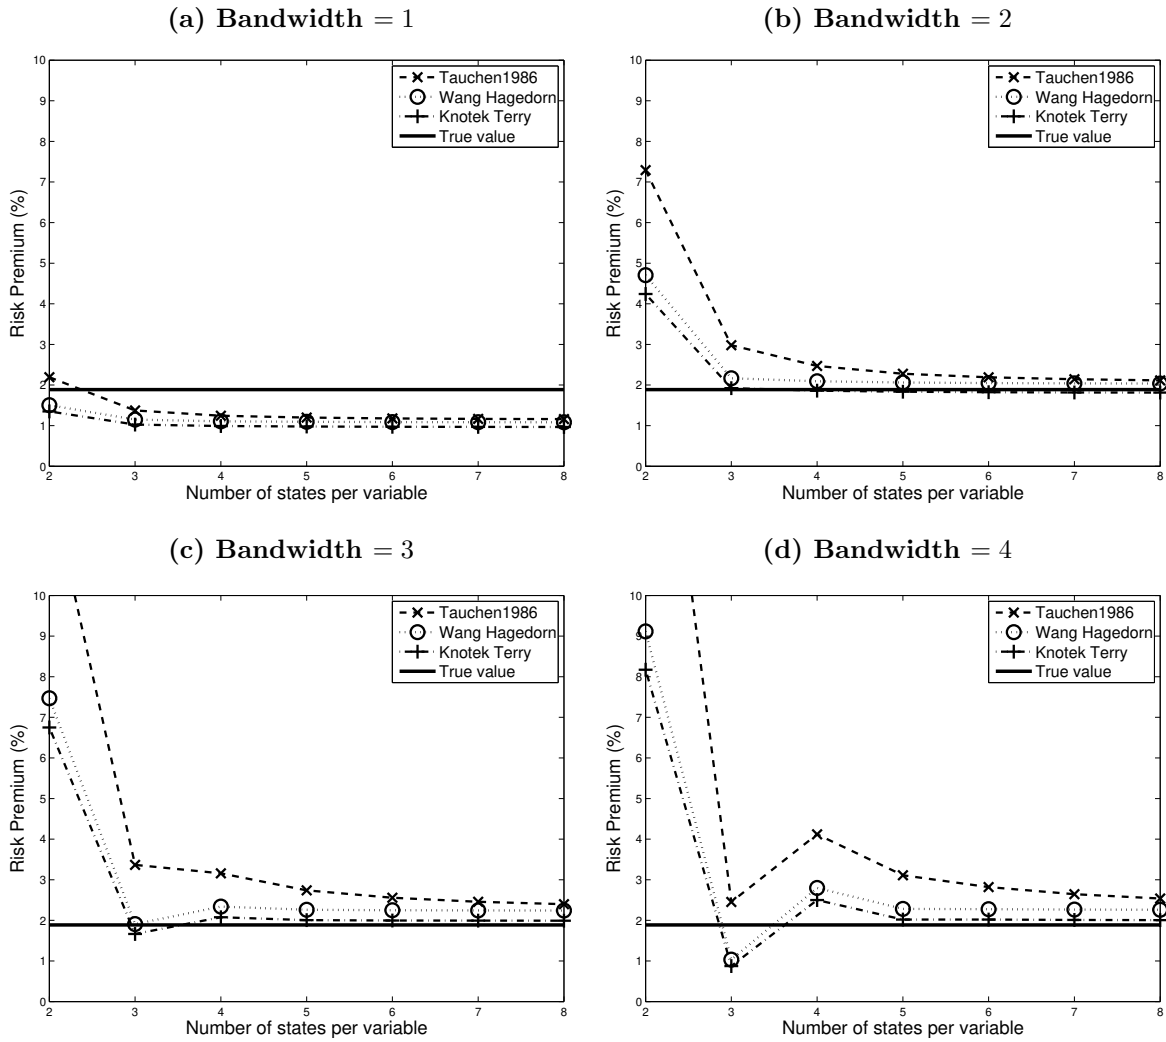 (a) Bandwidth = 1
10
9
8
7
6
5
4
3
2
1
0
Risk Premium (%)
Tauchen1986
Wang Hagedorn
Knotek Terry
True value
2 3 4 5 6 7 8
Number of states per variable
(b) Bandwidth = 2
10
9
8
7
6
5
4
3
2
1
0
Risk Premium (%)
Tauchen1986
Wang Hagedorn
Knotek Terry
True value
2 3 4 5 6 7 8
Number of states per variable
(c) Bandwidth = 3
10
9
8
7
6
5
4
3
2
1
0
Risk Premium (%)
Tauchen1986
Wang Hagedorn
Knotek Terry
True value
2 3 4 5 6 7 8
Number of states per variable
(d) Bandwidth = 4
10
9
8
7
6
5
4
3
2
1
0
Risk Premium (%)
Tauchen1986
Wang Hagedorn
Knotek Terry
True value
2 3 4 5 6 7 8
Number of states per variable